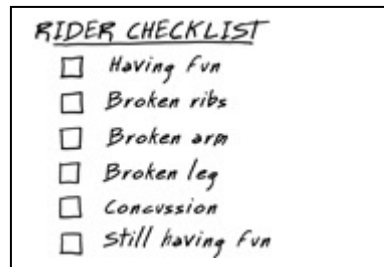 RIDER CHECKLIST
Having fun
Broken ribs
Broken arm
Broken leg
Concussion
Still having fun